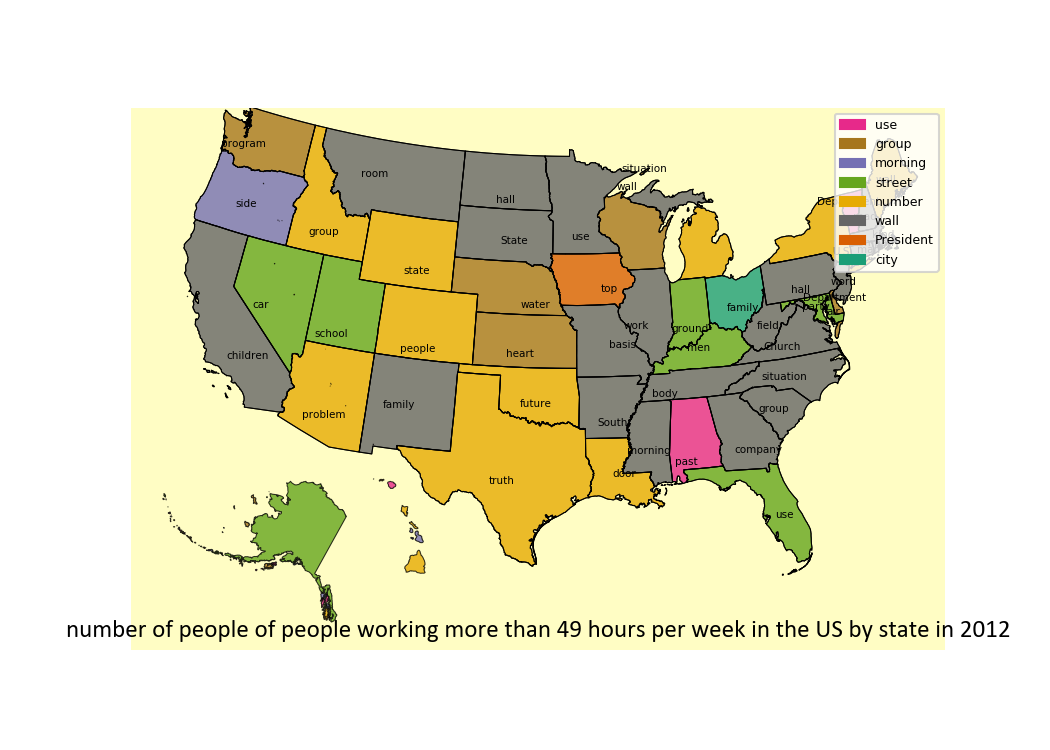 use
group
morning
street
number
wall
President
city
program
situation
room
wall
hall
side
group
State
use
state
top
hall
word
car
water
family
party
school
work
ground
field
people
heart
basis
men
Church
children
situation
family
future
body
problem
South
group
morning
company
past
truth
door
use
number of people of people working more than 49 hours per week in the US by state in 2012